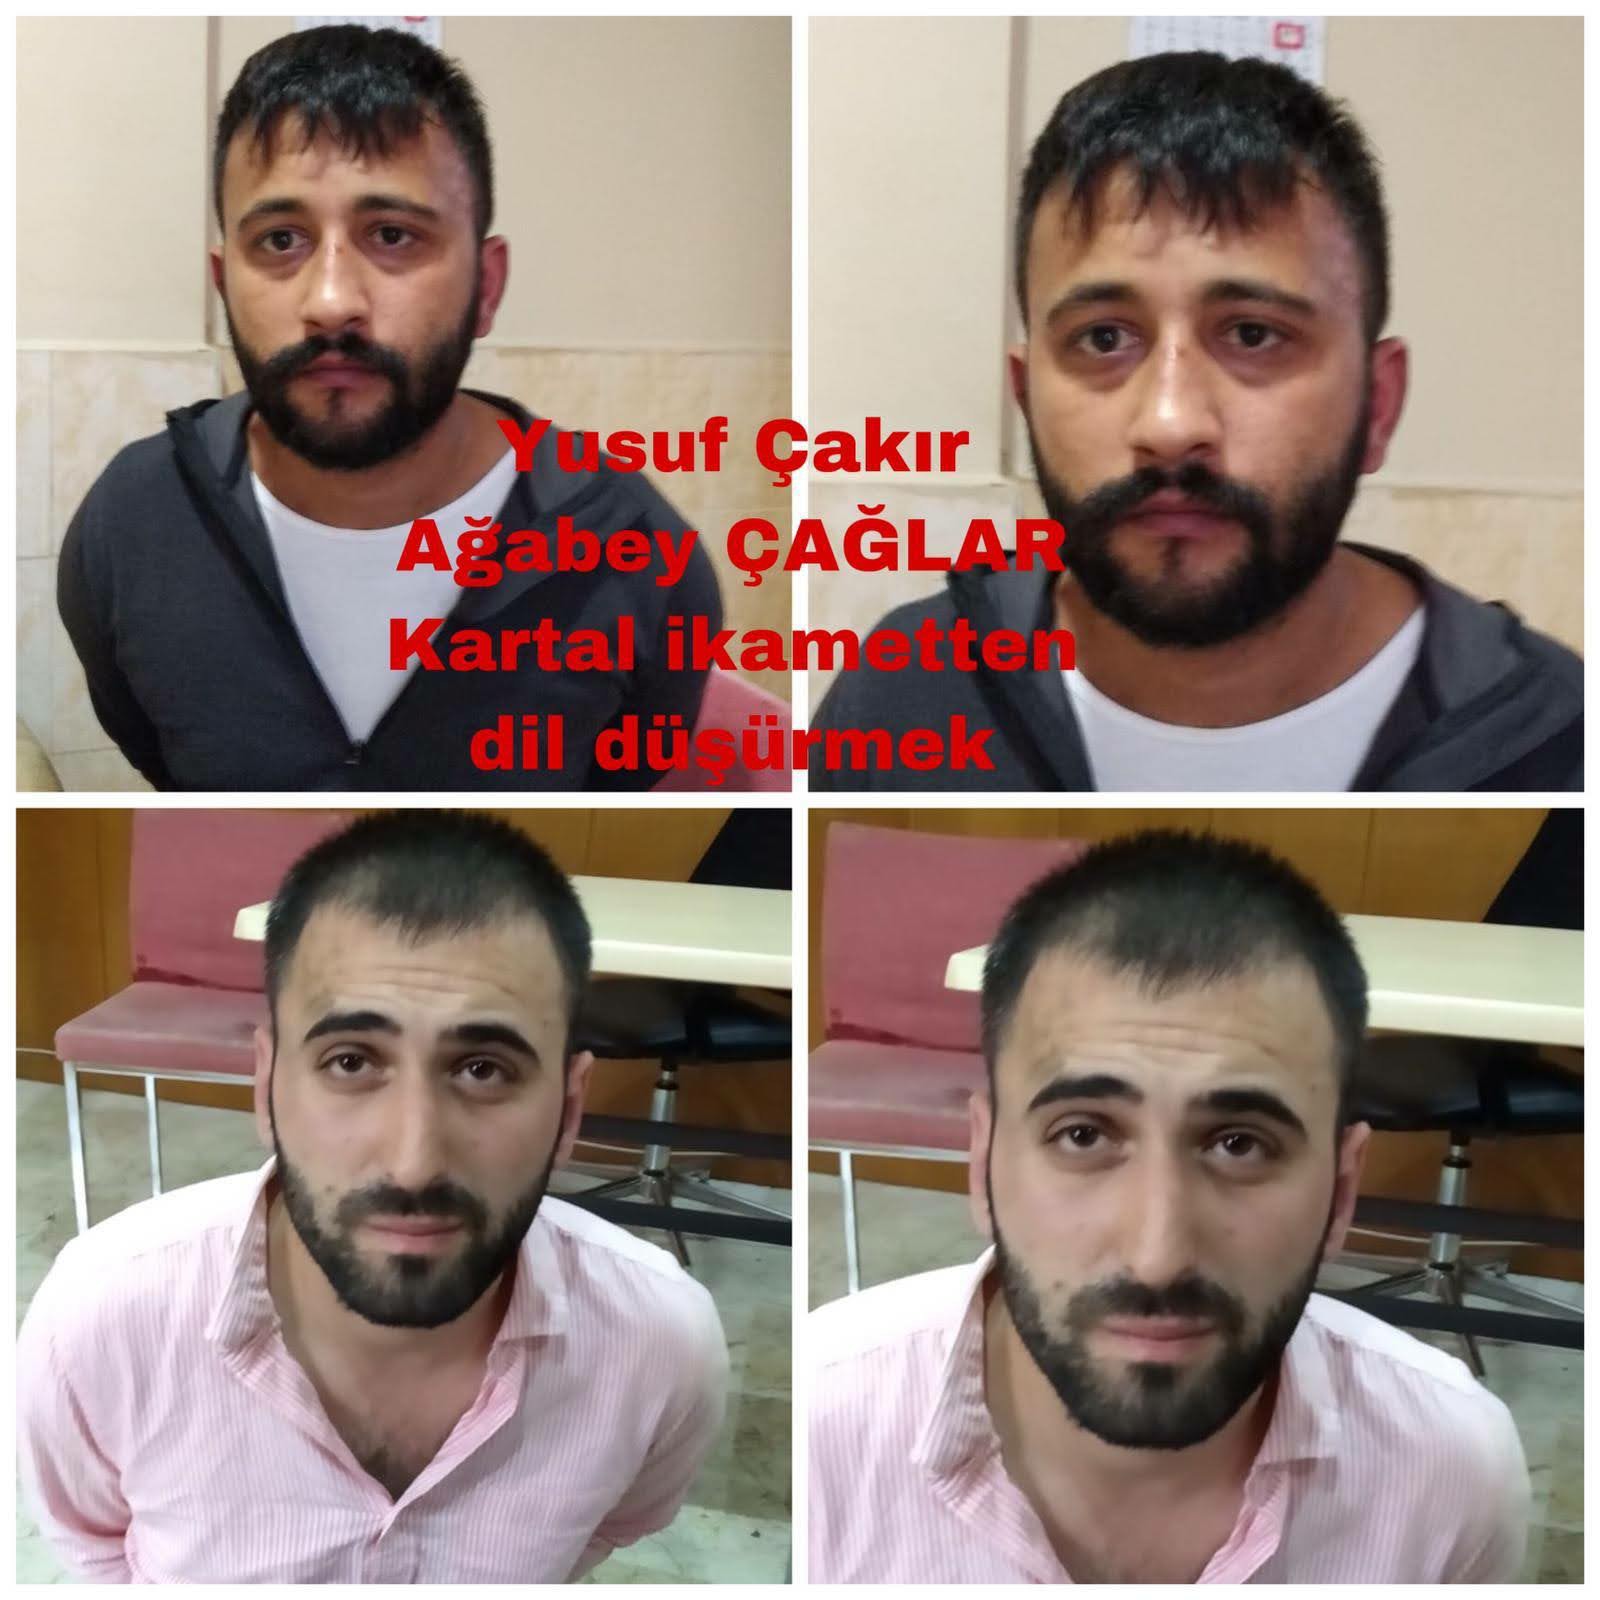 Yusuf Çakır
Ağabey ÇAĞLAR
Kartal ikametten
dil düşürmek